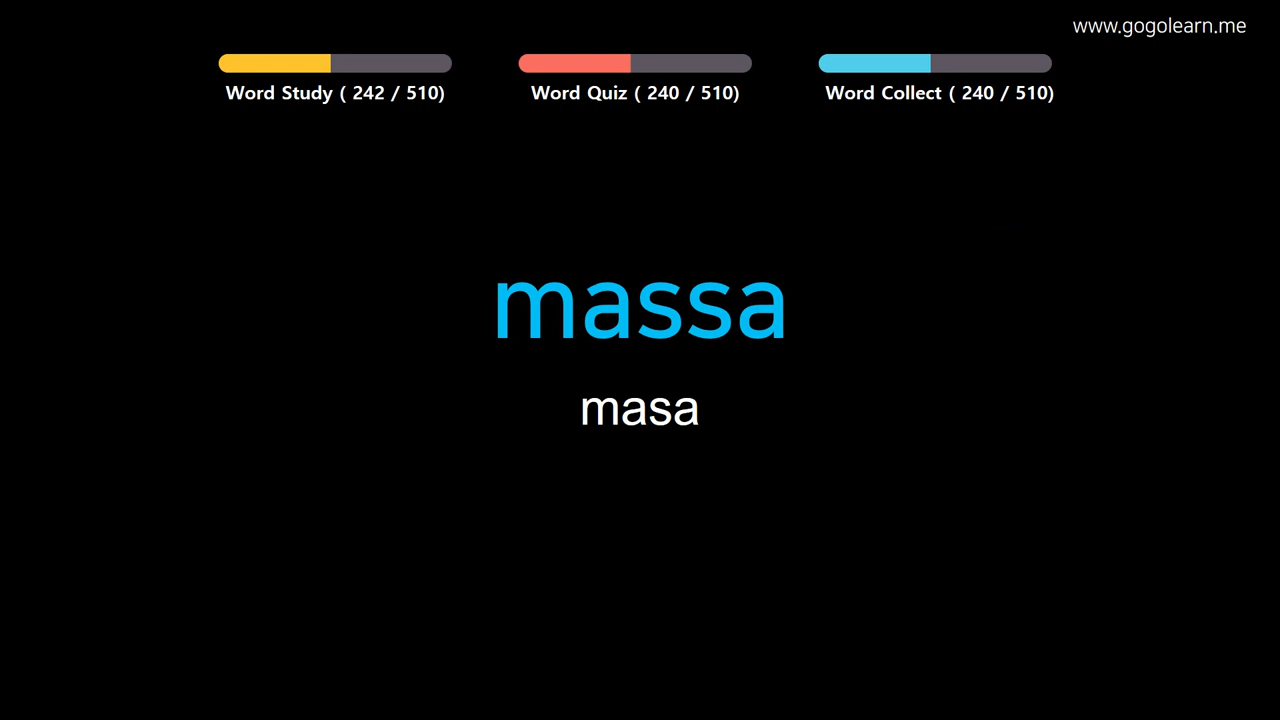 www.gogolearn.me
Word Study ( 242 / 510)
Word Quiz ( 240 / 510)
Word Collect ( 240 / 510)
massa
masa